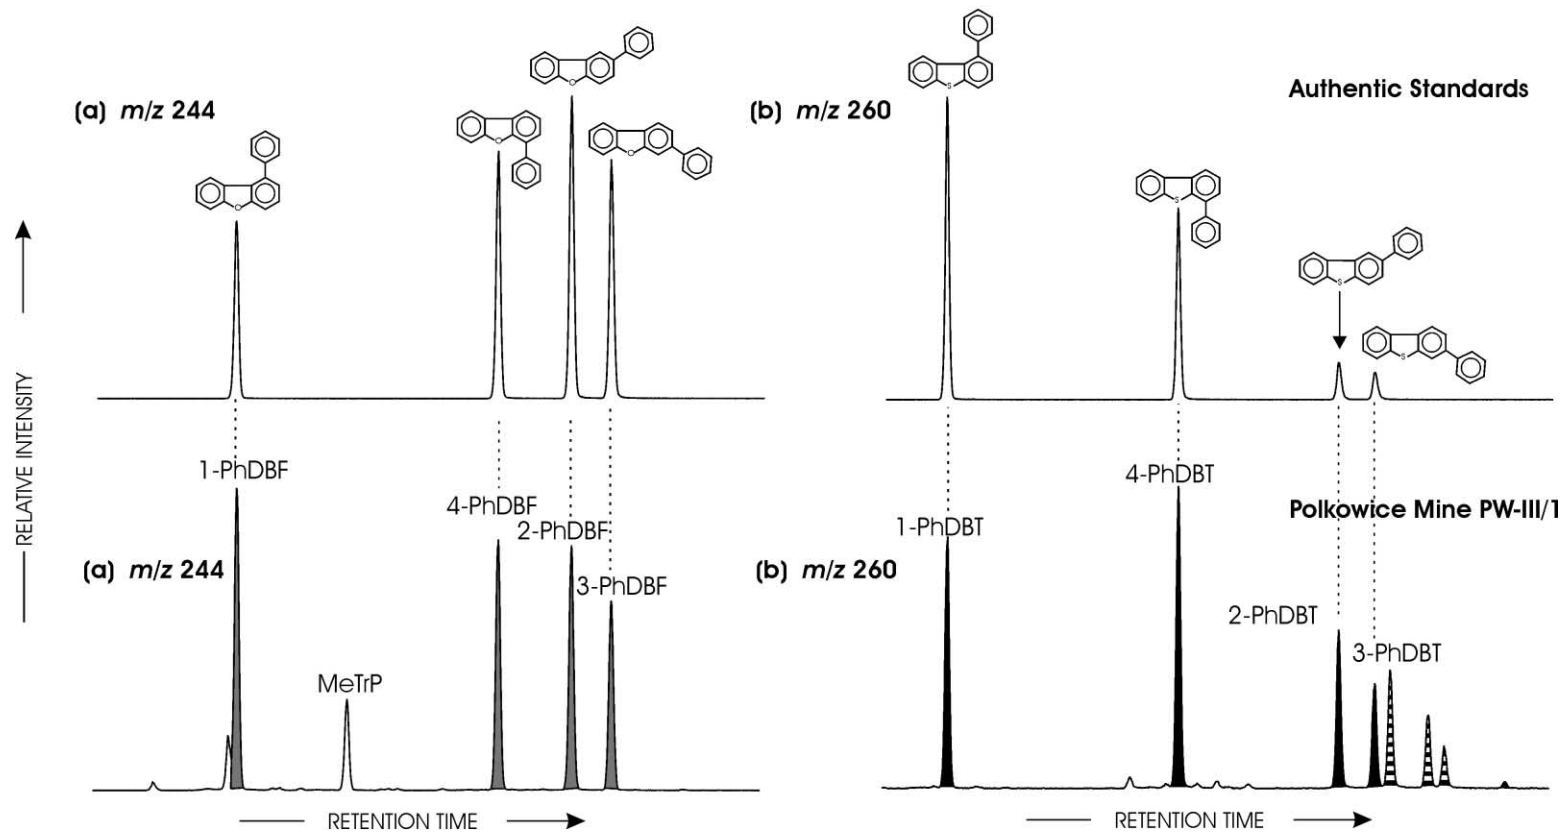 (a) m/z 244
(b) m/z 260
Authentic Standards
O
O
O
O
S
S
S
S
RELATIVE INTENSITY
1-PhDBF
4-PhDBF
2-PhDBF
3-PhDBF
MeTrP
(a) m/z 244
1-PhDBT
4-PhDBT
2-PhDBT
3-PhDBT
(b) m/z 260
Polkowice Mine PW-III/1
RETENTION TIME
RETENTION TIME